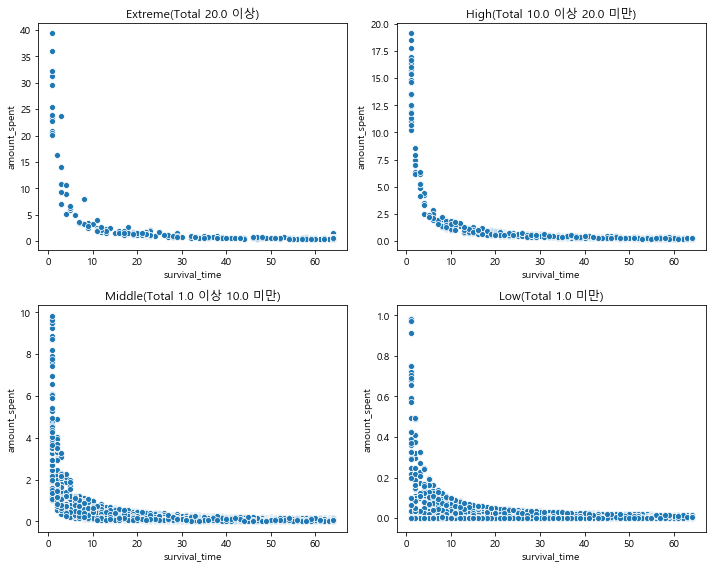 Extreme(Total 20.0 이상)
40
35
30
25
20
15
10
5
0
amount_spent
0 10 20 30 40 50 60
survival_time
High(Total 10.0 이상 20.0 미만)
20.0
17.5
15.0
12.5
10.0
7.5
5.0
2.5
0.0
amount_spent
0 10 20 30 40 50 60
survival_time
Middle(Total 1.0 이상 10.0 미만)
10
8
6
4
2
0
amount_spent
0 10 20 30 40 50 60
survival_time
Low(Total 1.0 미만)
1.0
0.8
0.6
0.4
0.2
0.0
amount_spent
0 10 20 30 40 50 60
survival_time